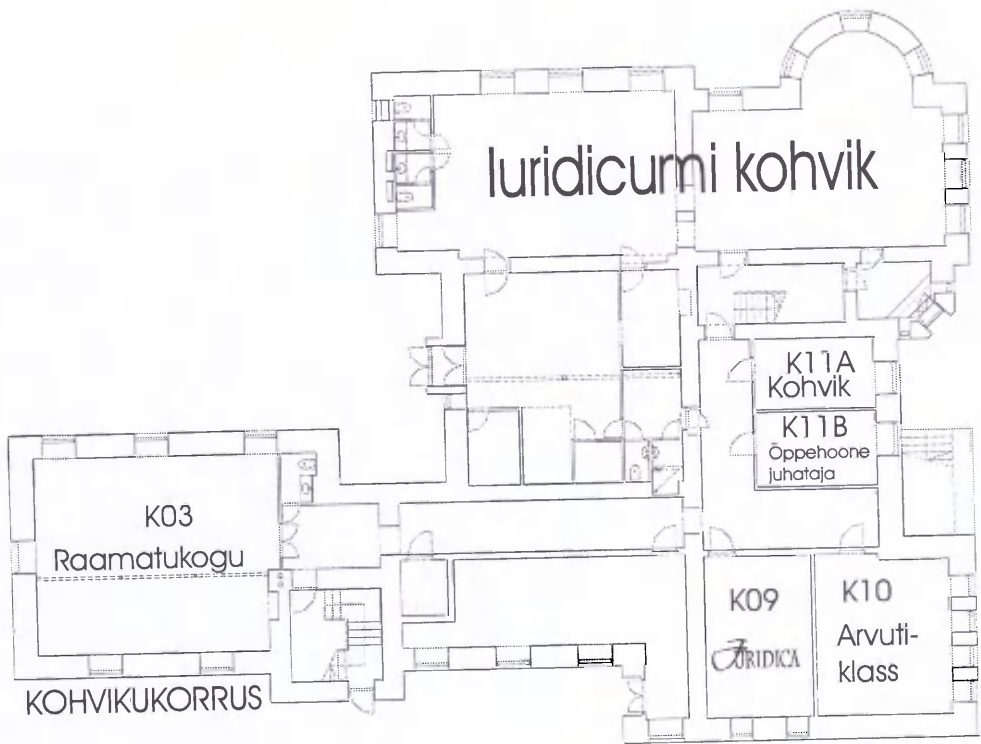 Iuridicumi kohvik
K11A
Kohvik
K11B
Õppehoone
juhataja
K03
Raamatukogu
K09
JURIDICA
K10
Arvuti-
klass
KOHVIKUKORRUS